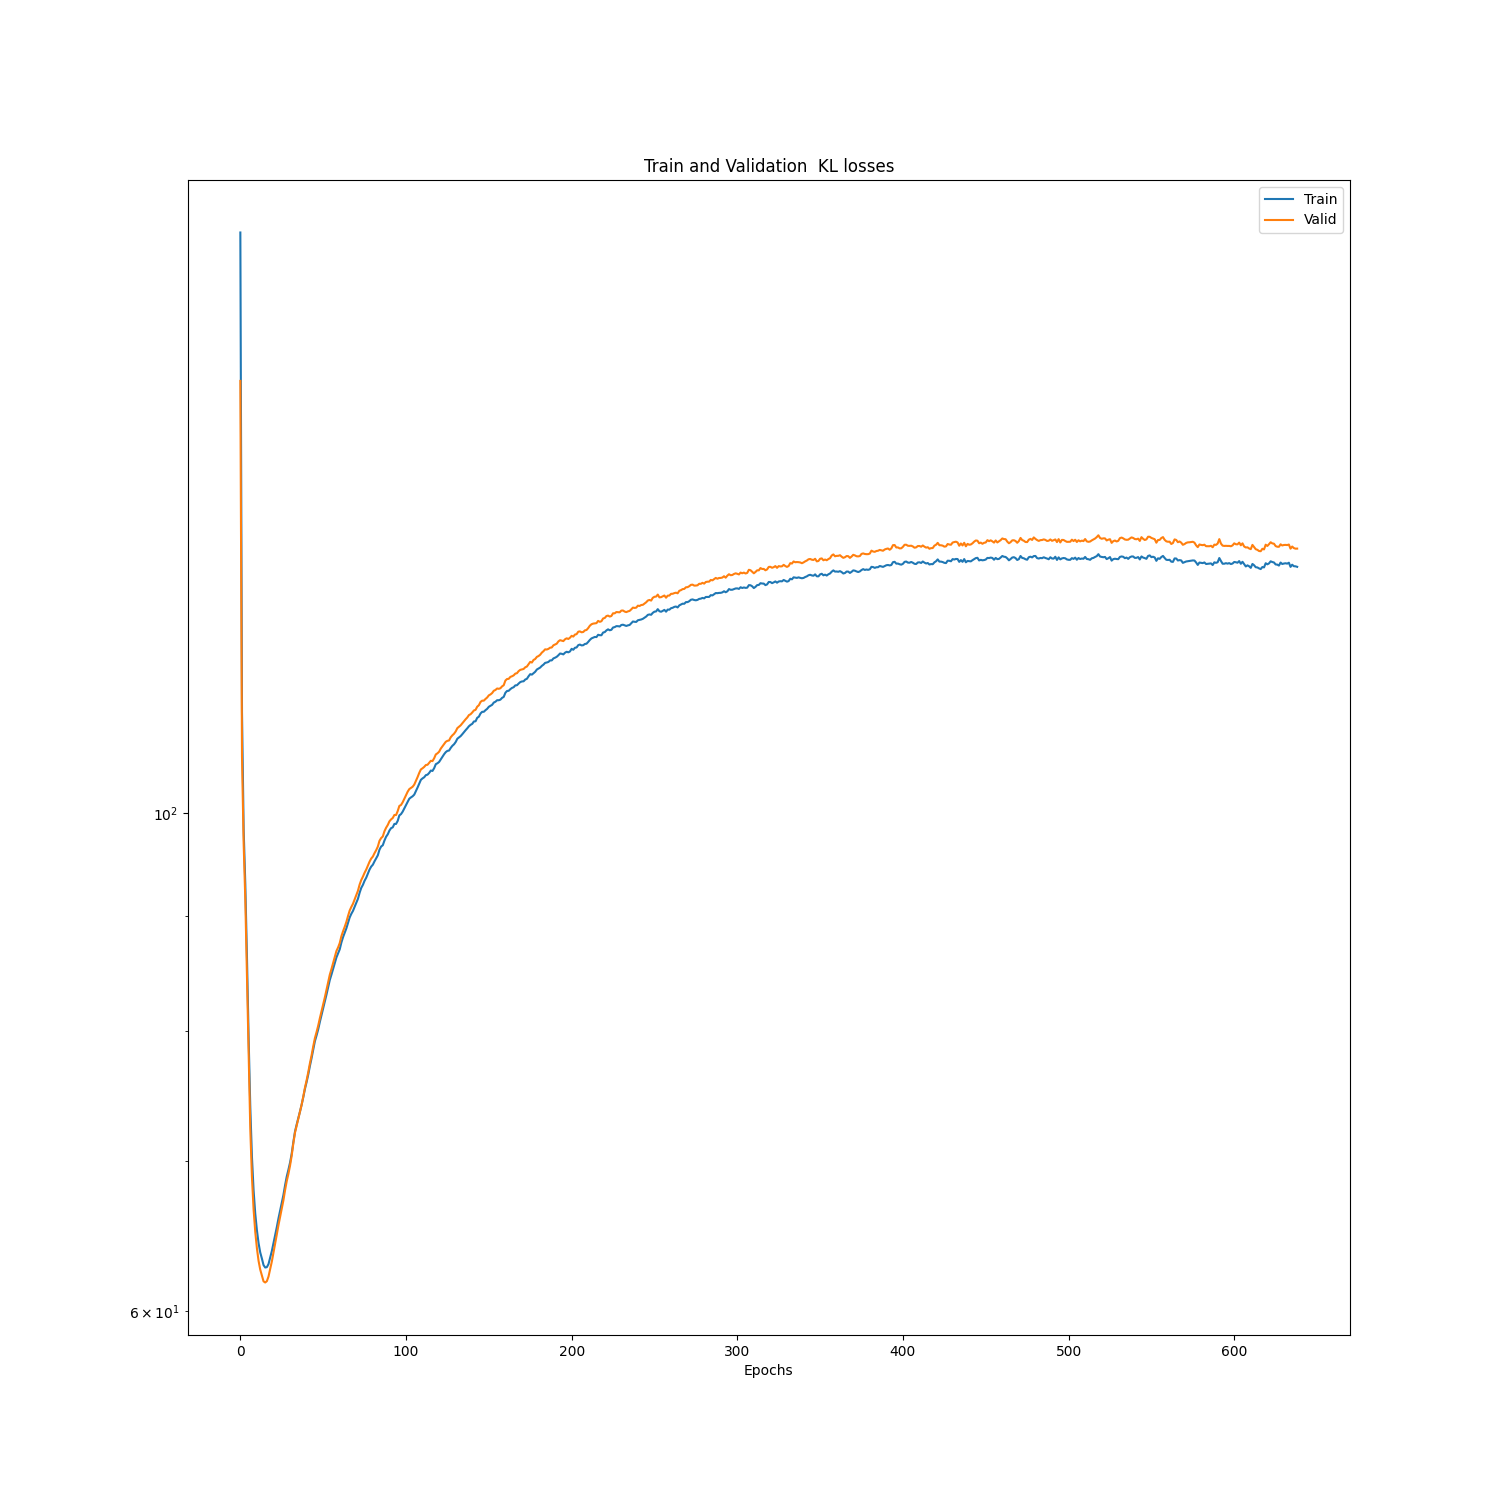 Train and Validation  KL losses
Train
Valid
10²
6 × 10¹
0 100 200 300 400 500 600
Epochs